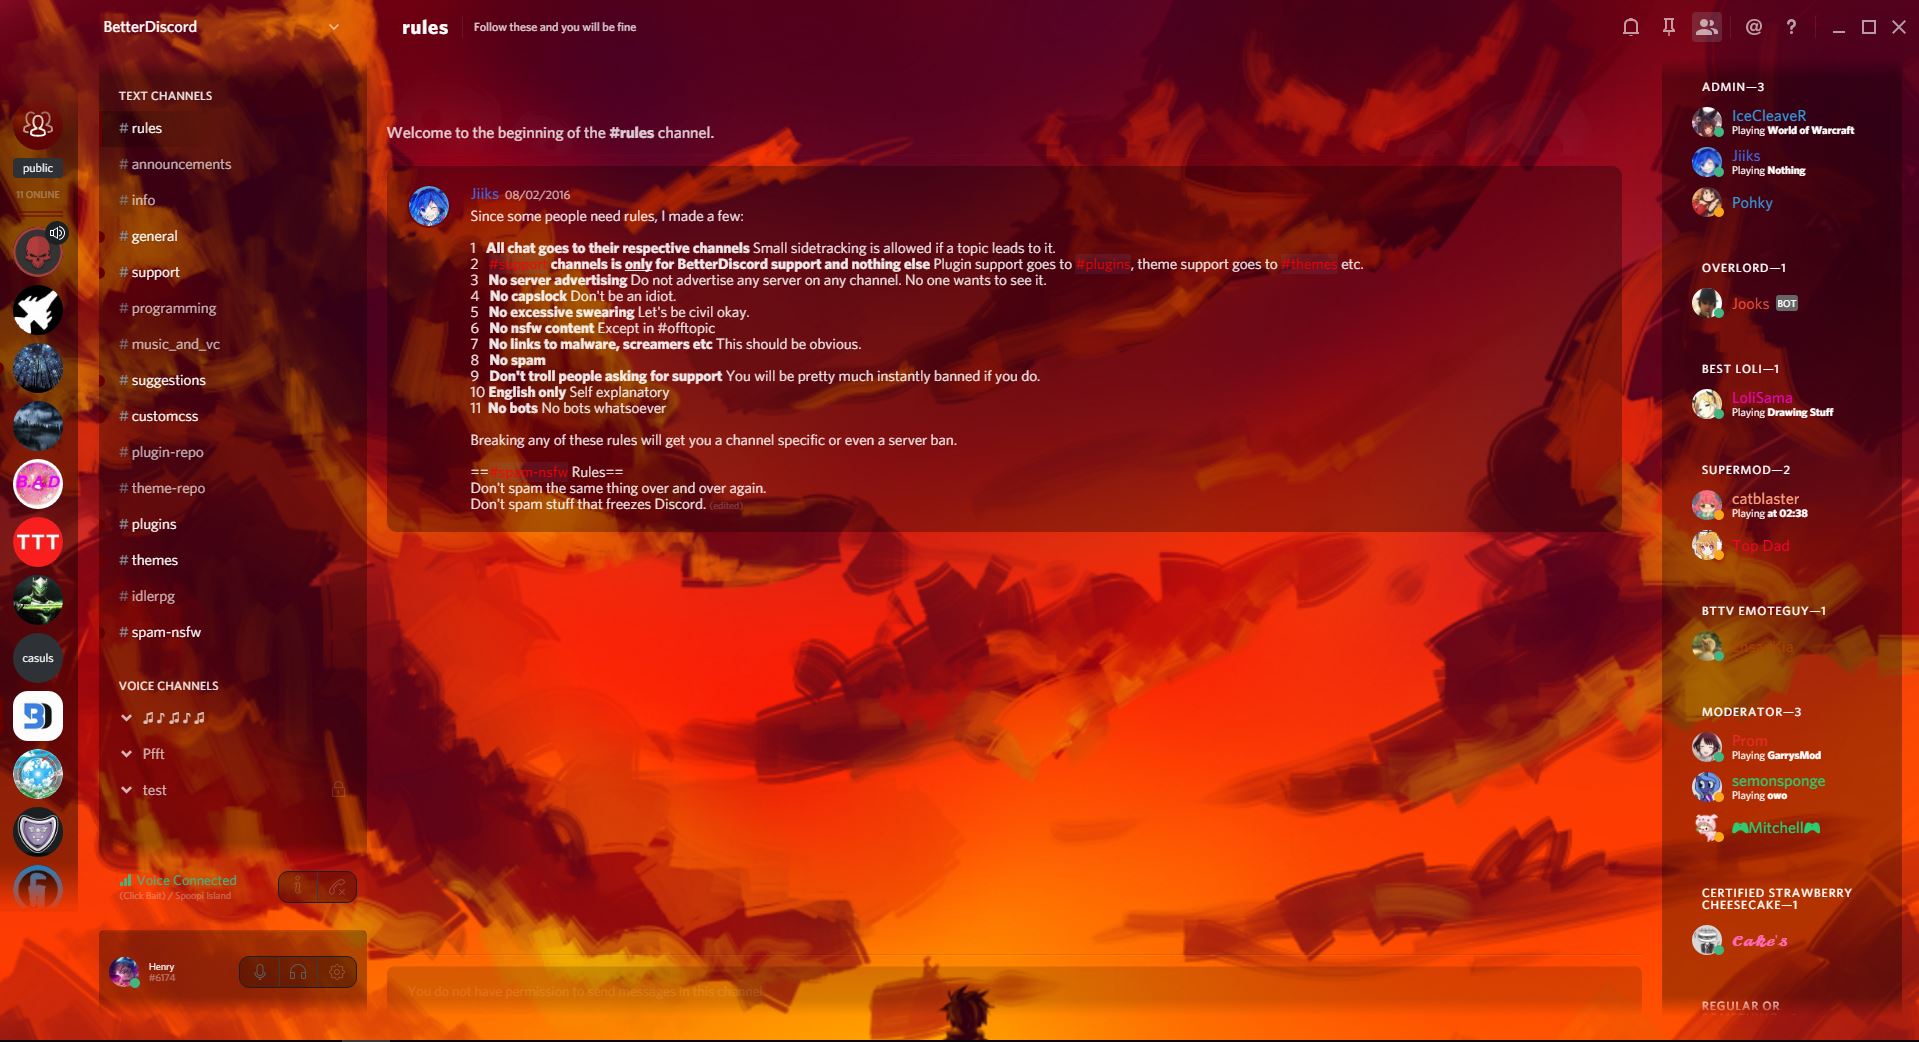 BetterDiscord
rules
Follow these and you will be fine
TEXT CHANNELS
# rules
# announcements
# info
# general
# support
# programming
# music_and_vc
# suggestions
# customcss
# plugin-repo
# theme-repo
# plugins
# themes
# idlerpg
# spam-nsfw
VOICE CHANNELS
♫♪♫♪♫
Pfft
test
Voice Connected
(Click Bait) / Spoopi Island
Henry
#6174
public
11 ONLINE
B.A.D
TTT
casuls
Welcome to the beginning of the #rules channel.
Jiiks 08/02/2016
Since some people need rules, I made a few:
1 All chat goes to their respective channels Small sidetracking is allowed if a topic leads to it.
2 #support channels is only for BetterDiscord support and nothing else Plugin support goes to #plugins, theme support goes to #themes etc.
3 No server advertising Do not advertise any server on any channel. No one wants to see it.
4 No capslock Don't be an idiot.
5 No excessive swearing Let's be civil okay.
6 No nsfw content Except in #offtopic
7 No links to malware, screamers etc This should be obvious.
8 No spam
9 Don't troll people asking for support You will be pretty much instantly banned if you do.
10 English only Self explanatory
11 No bots No bots whatsoever
Breaking any of these rules will get you a channel specific or even a server ban.
==#spam-nsfw Rules==
Don't spam the same thing over and over again.
Don't spam stuff that freezes Discord. (edited)
You do not have permission to send messages in this channel
ADMIN—3
IceCleaveR
Playing World of Warcraft
Jiiks
Playing Nothing
Pohky
OVERLORD—1
Jooks BOT
BEST LOLI—1
LoliSama
Playing Drawing Stuff
SUPERMOD—2
catblaster
Playing at 02:38
Top Dad
BTTV EMOTEGUY—1
MODERATOR—3
Prom
Playing GarrysMod
semonsponge
Playing owo
🎮Mitchell🎮
CERTIFIED STRAWBERRY
CHEESECAKE—1
𝓒𝓪𝓴𝓮'𝓼
REGULAR OR